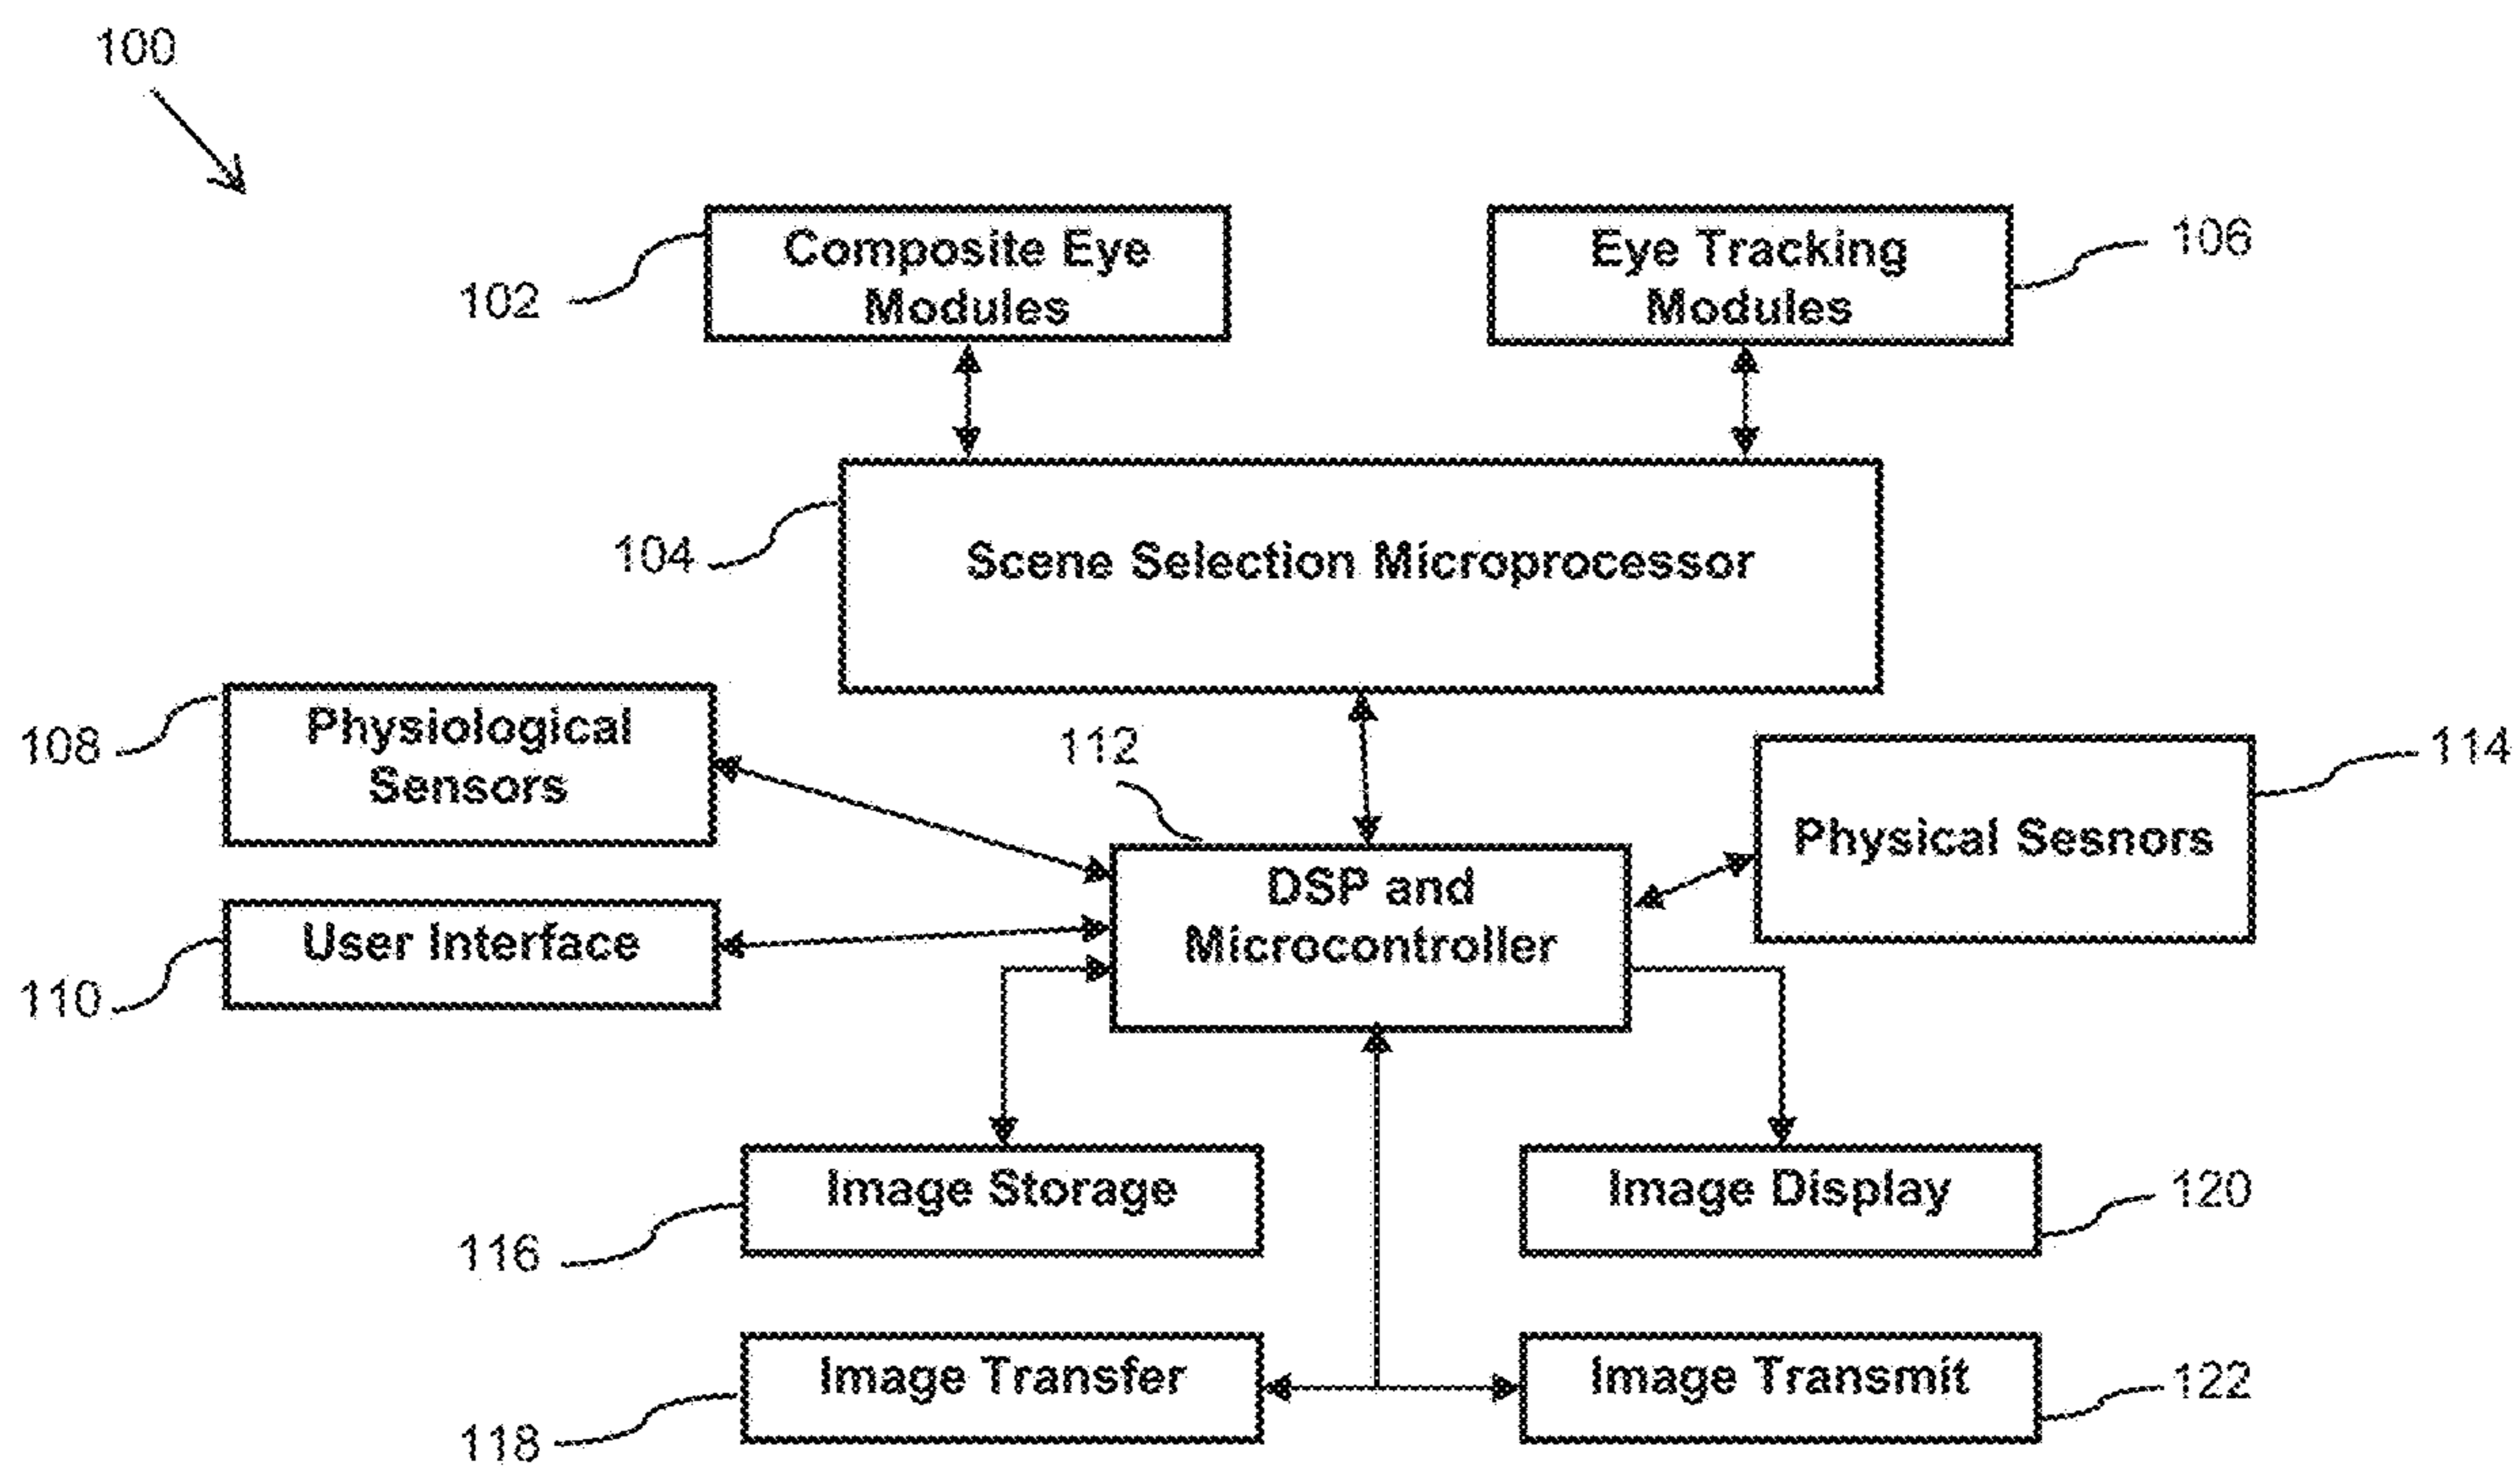 100
Composite Eye
Modules
102
Eye Tracking
Modules
106
104
Scene Selection Microprocessor
108
Physiological
Sensors
112
114
Physical Sesnors
DSP and
Microcontroller
110
User Interface
116
Image Storage
Image Display
120
118
Image Transfer
Image Transmit
122